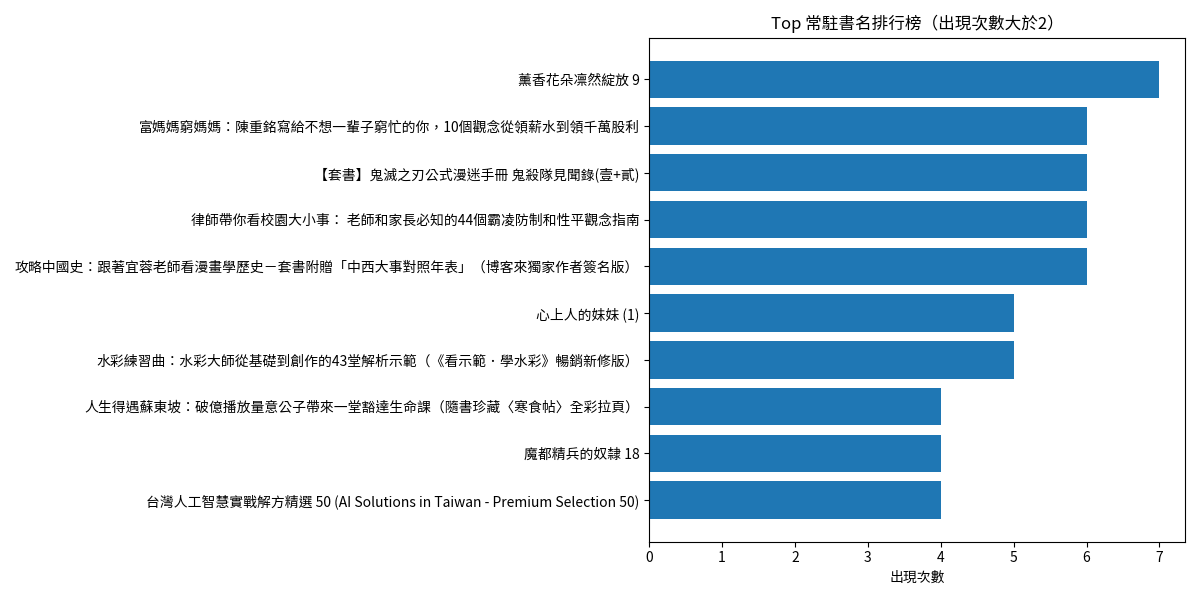 Top 常駐書名排行榜（出現次數大於2）
薰香花朵凛然綻放 9
富媽媽窮媽媽：陳重銘寫給不想一輩子窮忙的你，10個觀念從領薪水到領千萬股利
【套書】鬼滅之刃公式漫迷手冊 鬼殺隊見聞錄(壹+貳)
律師帶你看校園大小事： 老師和家長必知的44個霸凌防制和性平觀念指南
攻略中國史：跟著宜蓉老師看漫畫學歷史－套書附贈「中西大事對照年表」（博客來獨家作者簽名版）
心上人的妹妹 (1)
水彩練習曲：水彩大師從基礎到創作的43堂解析示範（《看示範．學水彩》暢銷新修版）
人生得遇蘇東坡：破億播放量意公子帶來一堂豁達生命課（隨書珍藏〈寒食帖〉全彩拉頁）
魔都精兵的奴隸 18
台灣人工智慧實戰解方精選 50 (AI Solutions in Taiwan - Premium Selection 50)
0 1 2 3 4 5 6 7
出現次數